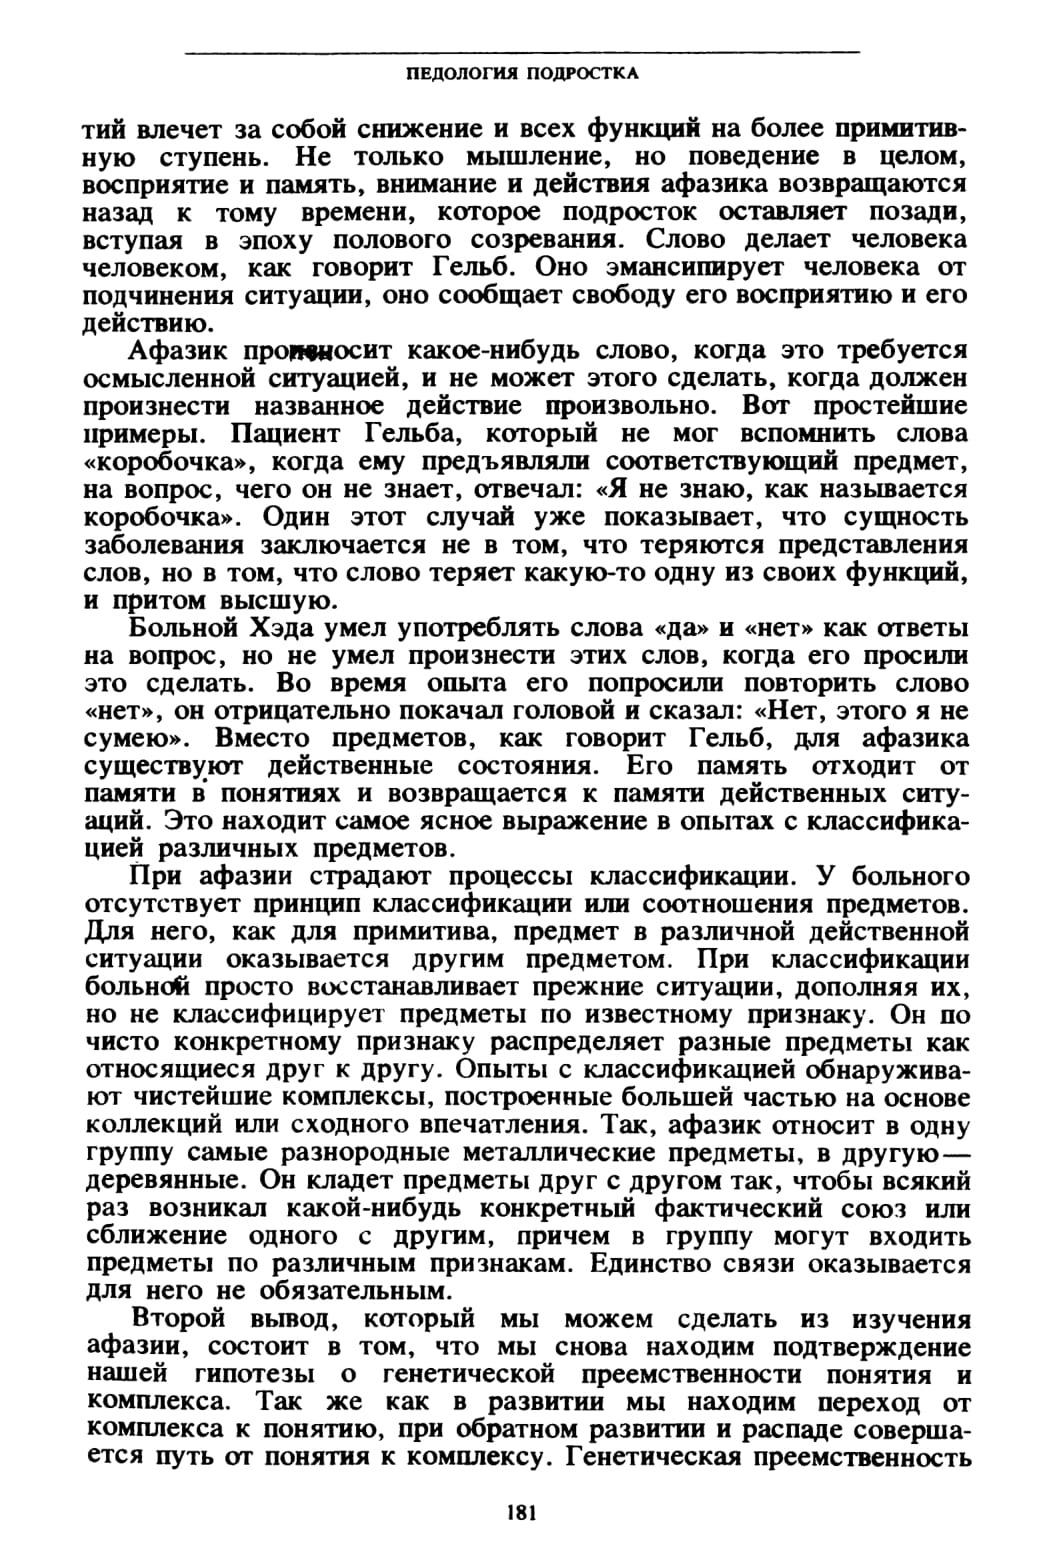 ПЕДОЛОГИЯ ПОДРОСТКА
тий влечет за собой снижение и всех функций на более примитив-
ную ступень. Не только мышление, но поведение в целом,
восприятие и память, внимание и действия афазика возвращаются
назад к тому времени, которое подросток оставляет позади,
вступая в эпоху полового созревания. Слово делает человека
человеком, как говорит Гельб. Оно эмансипирует человека от
подчинения ситуации, оно сообщает свободу его восприятию и его
действию.
Афазик произносит какое-нибудь слово, когда это требуется
осмысленной ситуацией, и не может этого сделать, когда должен
произнести названное действие произвольно. Вот простейшие
примеры. Пациент Гельба, который не мог вспомнить слова
«коробочка», когда ему предъявляли соответствующий предмет,
на вопрос, чего он не знает, отвечал: «Я не знаю, как называется
коробочка». Один этот случай уже показывает, что сущность
заболевания заключается не в том, что теряются представления
слов, но в том, что слово теряет какую-то одну из своих функций,
и притом высшую.
Больной Хэда умел употреблять слова «да» и «нет» как ответы
на вопрос, но не умел произнести этих слов, когда его просили
это сделать. Во время опыта его попросили повторить слово
«нет», он отрицательно покачал головой и сказал: «Нет, этого я не
сумею». Вместо предметов, как говорит Гельб, для афазика
существуют действенные состояния. Его память отходит от
памяти в понятиях и возвращается к памяти действенных ситу-
аций. Это находит самое ясное выражение в опытах с классифика-
цией различных предметов.
При афазии страдают процессы классификации. У больного
отсутствует принцип классификации или соотношения предметов.
Для него, как для примитива, предмет в различной действенной
ситуации оказывается другим предметом. При классификации
больной просто восстанавливает прежние ситуации, дополняя их,
но не классифицирует предметы по известному признаку. Он по
чисто конкретному признаку распределяет разные предметы как
относящиеся друг к другу. Опыты с классификацией обнаружива-
ют чистейшие комплексы, построенные большей частью на основе
коллекций или сходного впечатления. Так, афазик относит в одну
группу самые разнородные металлические предметы, в другую—
деревянные. Он кладет предметы друг с другом так, чтобы всякий
раз возникал какой-нибудь конкретный фактический союз или
сближение одного с другим, причем в группу могут входить
предметы по различным признакам. Единство связи оказывается
для него не обязательным.
Второй вывод, который мы можем сделать из изучения
афазии, состоит в том, что мы снова находим подтверждение
нашей гипотезы о генетической преемственности понятия и
комплекса. Так же как в развитии мы находим переход от
комплекса к понятию, при обратном развитии и распаде соверша-
ется путь от понятия к комплексу. Генетическая преемственность
181